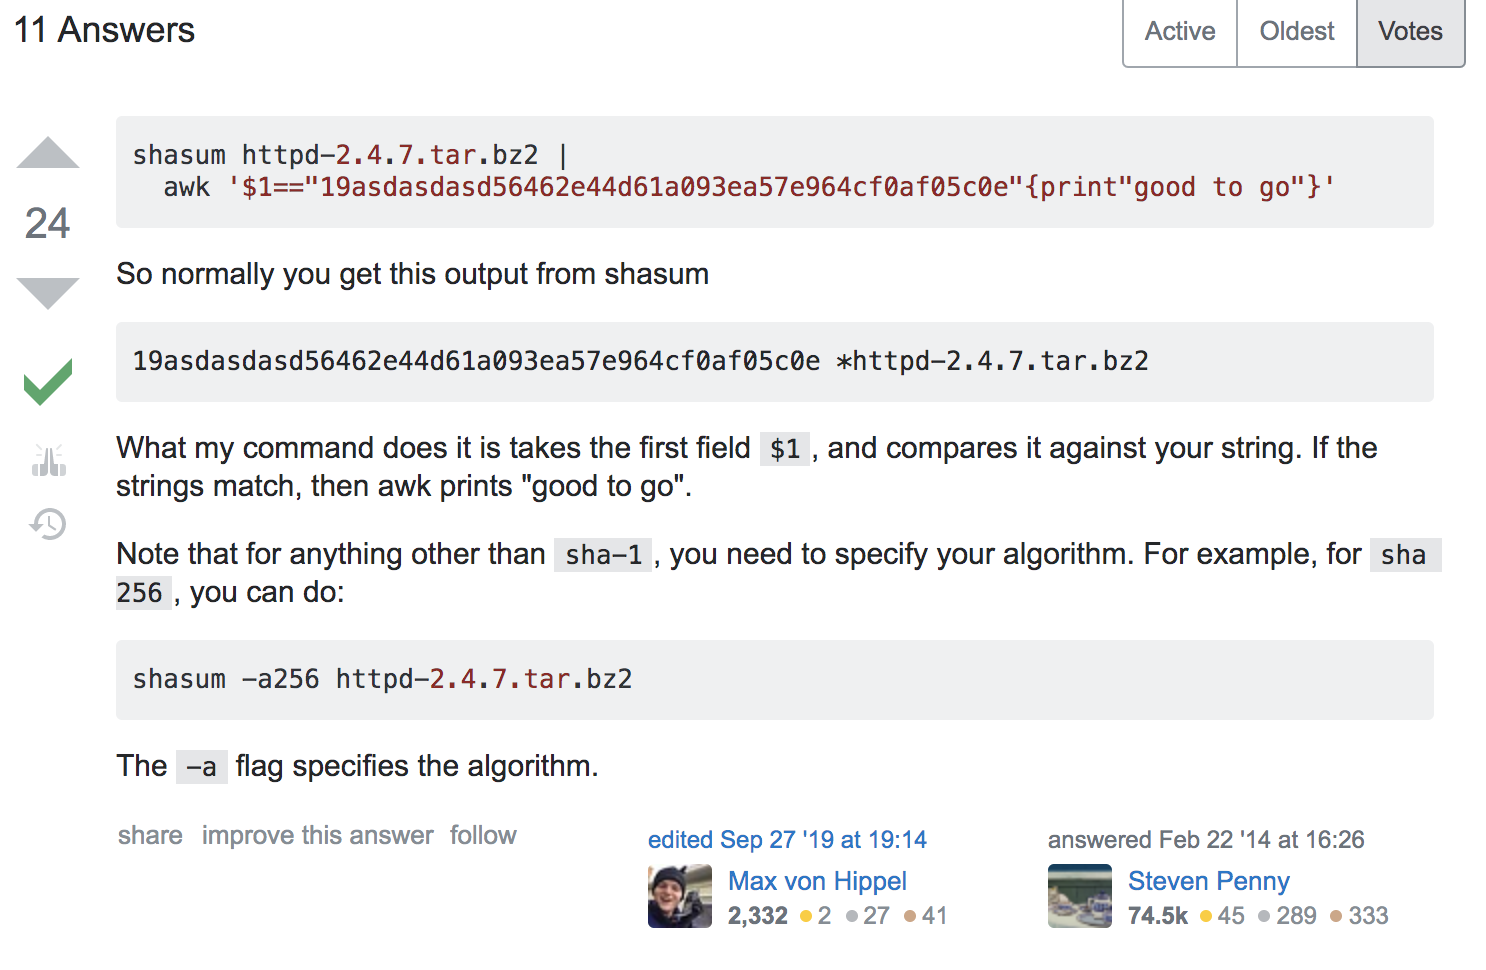 11 Answers
Active Oldest Votes
shasum httpd-2.4.7.tar.bz2 |
awk '$1=="19asdasdasd56462e44d61a093ea57e964cf0af05c0e"{print"good to go"}'
24
So normally you get this output from shasum
19asdasdasd56462e44d61a093ea57e964cf0af05c0e *httpd-2.4.7.tar.bz2
What my command does it is takes the first field $1, and compares it against your string. If the
strings match, then awk prints "good to go".
Note that for anything other than sha-1, you need to specify your algorithm. For example, for sha
256, you can do:
shasum -a256 httpd-2.4.7.tar.bz2
The -a flag specifies the algorithm.
share improve this answer follow
edited Sep 27 '19 at 19:14
Max von Hippel
2,332 2 27 41
answered Feb 22 '14 at 16:26
Steven Penny
74.5k 45 289 333